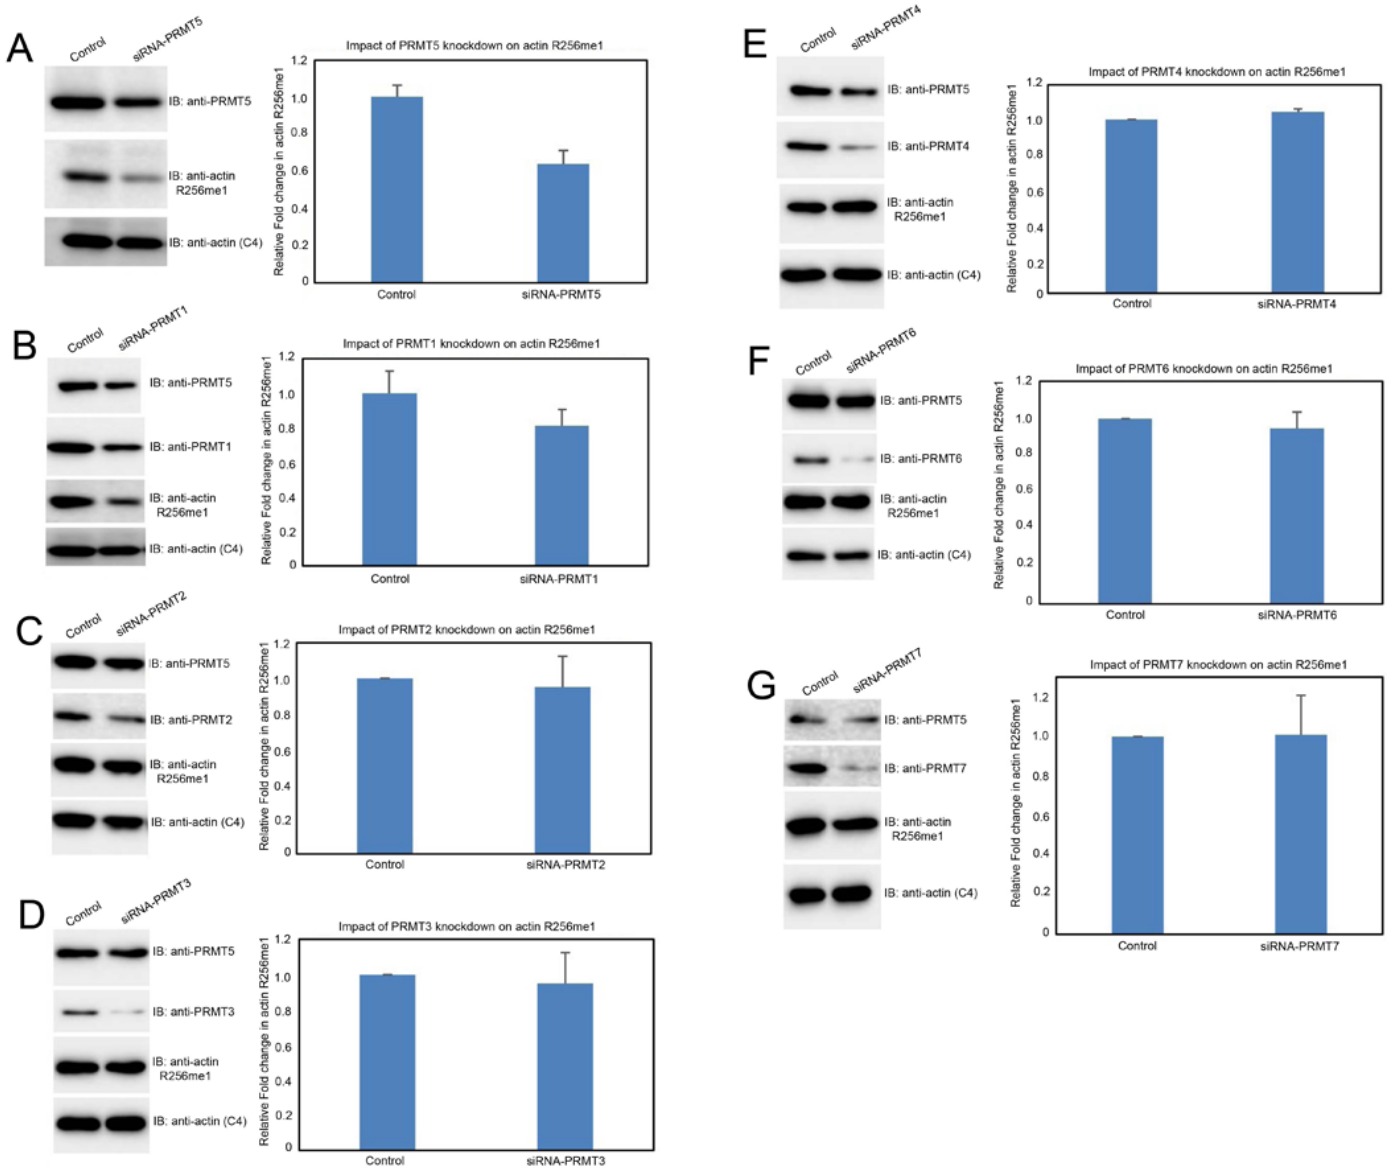 A
Control
siRNA-PRMT5
IB: anti-PRMT5
IB: anti-actin
R256me1
IB: anti-actin (C4)
Impact of PRMT5 knockdown on actin R256me1
Relative Fold change in actin R256me1
1.2
1.0
0.8
0.6
0.4
0.2
0
Control
siRNA-PRMT5
B
Control
siRNA-PRMT1
IB: anti-PRMT5
IB: anti-PRMT1
IB: anti-actin
R256me1
IB: anti-actin (C4)
Impact of PRMT1 knockdown on actin R256me1
Relative Fold change in actin R256me1
1.2
1.0
0.8
0.6
0.4
0.2
0
Control
siRNA-PRMT1
C
Control
siRNA-PRMT2
IB: anti-PRMT5
IB: anti-PRMT2
IB: anti-actin
R256me1
IB: anti-actin (C4)
Impact of PRMT2 knockdown on actin R256me1
Relative Fold change in actin R256me1
1.2
1.0
0.8
0.6
0.4
0.2
0
Control
siRNA-PRMT2
D
Control
siRNA-PRMT3
IB: anti-PRMT5
IB: anti-PRMT3
IB: anti-actin
R256me1
IB: anti-actin (C4)
Impact of PRMT3 knockdown on actin R256me1
Relative Fold change in actin R256me1
1.2
1.0
0.8
0.6
0.4
0.2
0
Control
siRNA-PRMT3
E
Control
siRNA-PRMT4
IB: anti-PRMT5
IB: anti-PRMT4
IB: anti-actin
R256me1
IB: anti-actin (C4)
Impact of PRMT4 knockdown on actin R256me1
Relative Fold change in actin R256me1
1.2
1.0
0.8
0.6
0.4
0.2
0
Control
siRNA-PRMT4
F
Control
siRNA-PRMT6
IB: anti-PRMT5
IB: anti-PRMT6
IB: anti-actin
R256me1
IB: anti-actin (C4)
Impact of PRMT6 knockdown on actin R256me1
Relative Fold change in actin R256me1
1.2
1.0
0.8
0.6
0.4
0.2
0
Control
siRNA-PRMT6
G
Control
siRNA-PRMT7
IB: anti-PRMT5
IB: anti-PRMT7
IB: anti-actin
R256me1
IB: anti-actin (C4)
Impact of PRMT7 knockdown on actin R256me1
Relative Fold change in actin R256me1
1.2
1.0
0.8
0.6
0.4
0.2
0
Control
siRNA-PRMT7